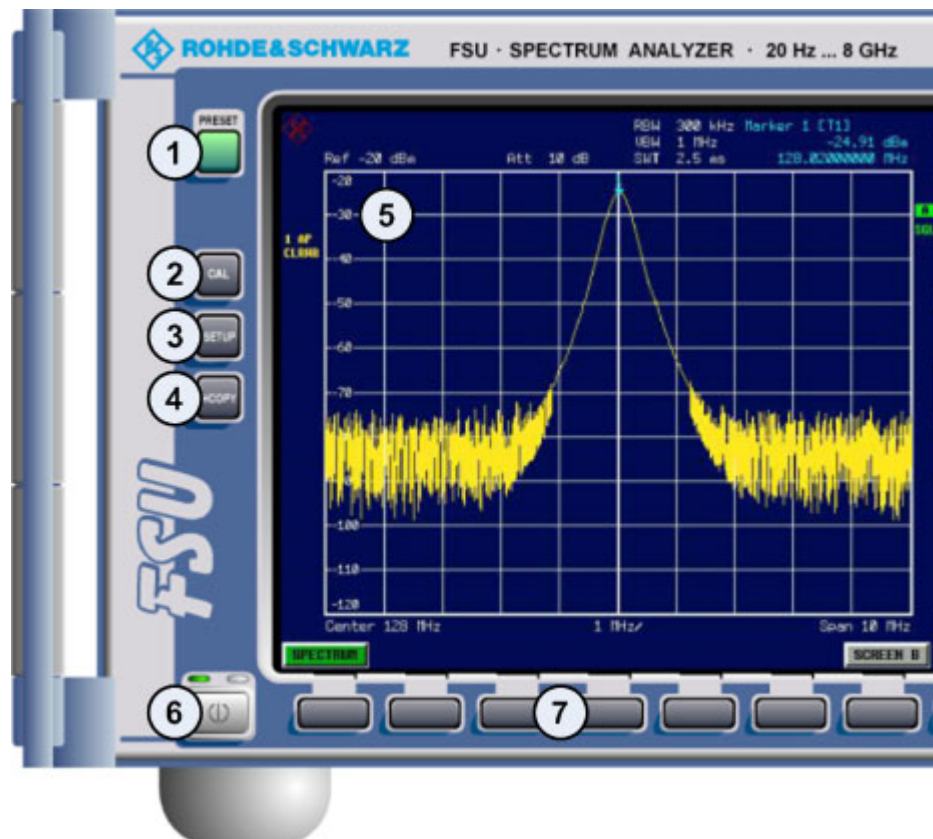 ROHDE&SCHWARZ FSU · SPECTRUM ANALYZER · 20 Hz ... 8 GHz
PRESET
1
RBW 300 kHz Marker 1 [T1]
VBW 1 MHz -24.91 dBm
Ref -20 dBm Att 10 dB SWT 2.5 ms 128.02000000 MHz
-20
5
-30
A
SGL
1 AP
CLRWR
-40
2
CAL
-50
3
SETUP
-60
4
HCOPY
-70
-100
-110
-120
FSU
Center 128 MHz 1 MHz/ Span 10 MHz
SPECTRUM SCREEN B
6
7